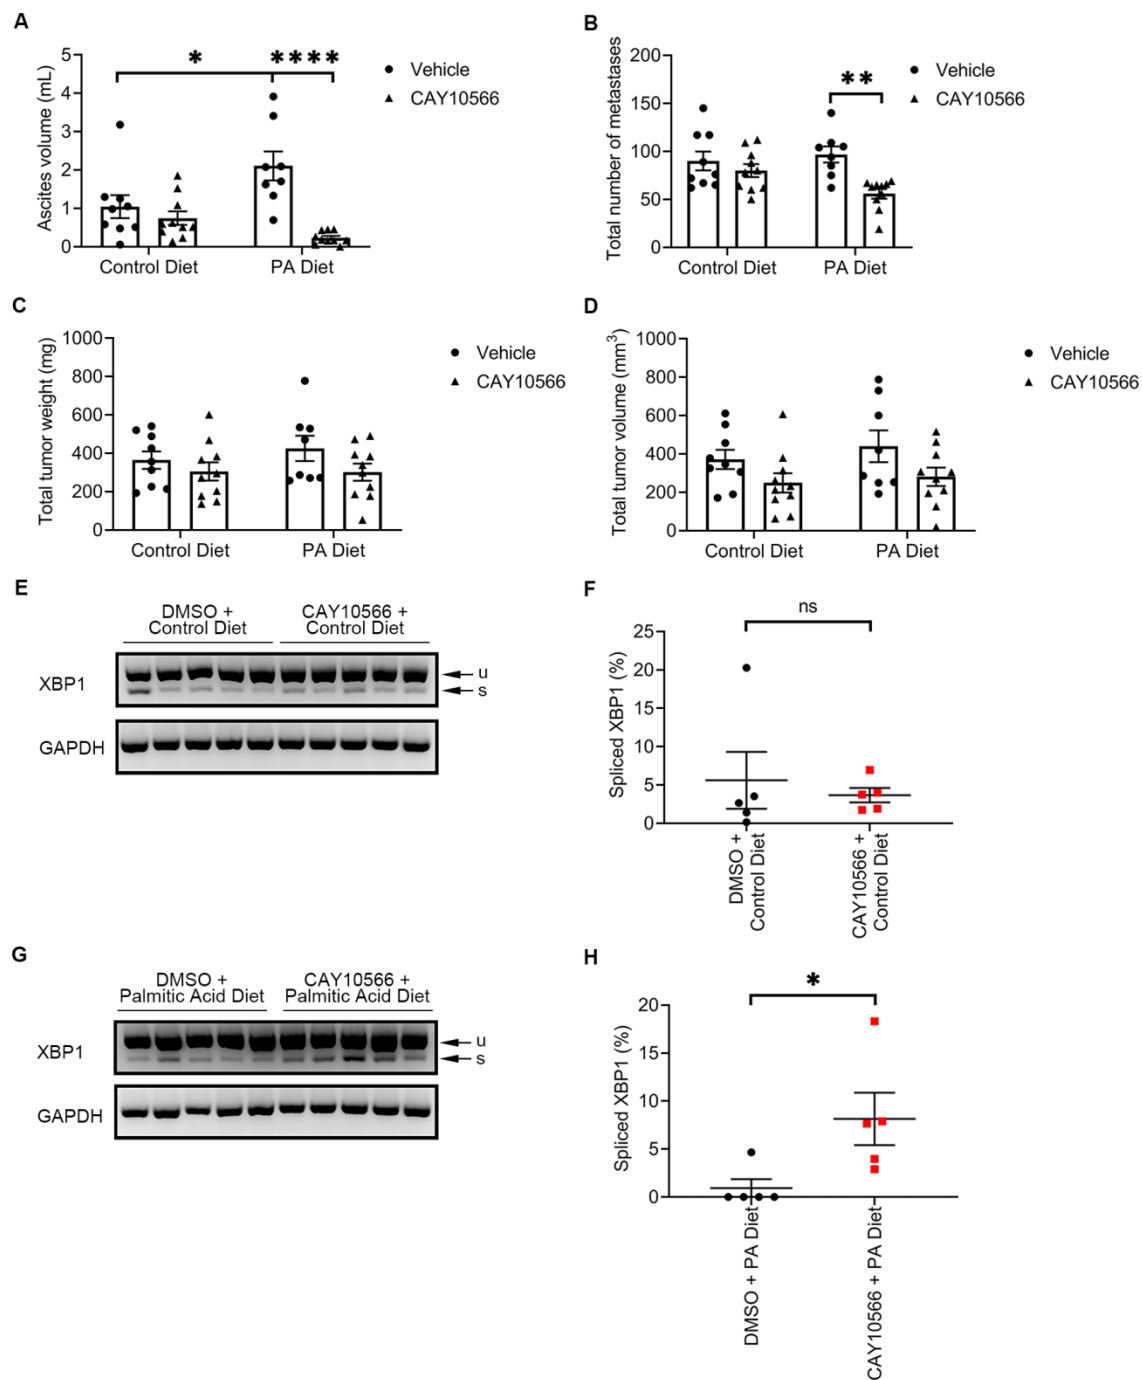 A
Ascites volume (mL)
5
4
3
2
1
0
*
****
Control Diet
PA Diet
Vehicle
CAY10566
B
Total number of metastases
200
150
100
50
0
**
Control Diet
PA Diet
Vehicle
CAY10566
C
Total tumor weight (mg)
1000
800
600
400
200
0
Control Diet
PA Diet
Vehicle
CAY10566
D
Total tumor volume (mm³)
1000
800
600
400
200
0
Control Diet
PA Diet
Vehicle
CAY10566
E
DMSO +
Control Diet
CAY10566 +
Control Diet
XBP1
u
s
GAPDH
F
Spliced XBP1 (%)
25
20
15
10
5
0
ns
DMSO +
Control Diet
CAY10566 +
Control Diet
G
DMSO +
Palmitic Acid Diet
CAY10566 +
Palmitic Acid Diet
XBP1
u
s
GAPDH
H
Spliced XBP1 (%)
20
15
10
5
0
*
DMSO + PA Diet
CAY10566 + PA Diet